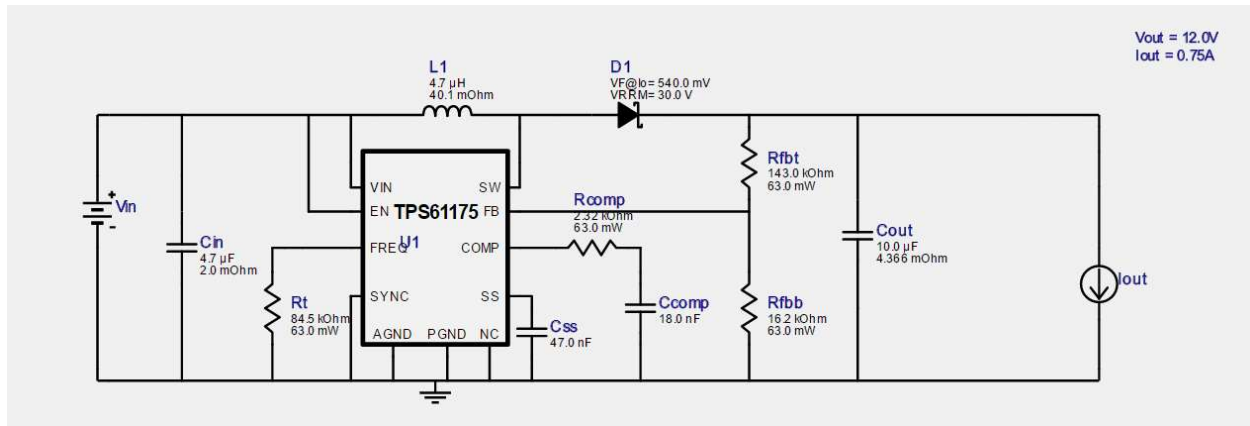 Vout = 12.0V
Iout = 0.75A
L1
4.7 µH
40.1 mOhm
D1
VF@Io= 540.0 mV
VRRM= 30.0 V
Vin
+
-
Cin
4.7 µF
2.0 mOhm
Rt
84.5 kOhm
63.0 mW
VIN
SW
EN
TPS61175
FB
FREQ
U1
COMP
SYNC
SS
AGND
PGND
NC
Rcomp
2.32 kOhm
63.0 mW
Css
47.0 nF
Ccomp
18.0 nF
Rfbt
143.0 kOhm
63.0 mW
Rfbb
16.2 kOhm
63.0 mW
Cout
10.0 µF
4.366 mOhm
Iout